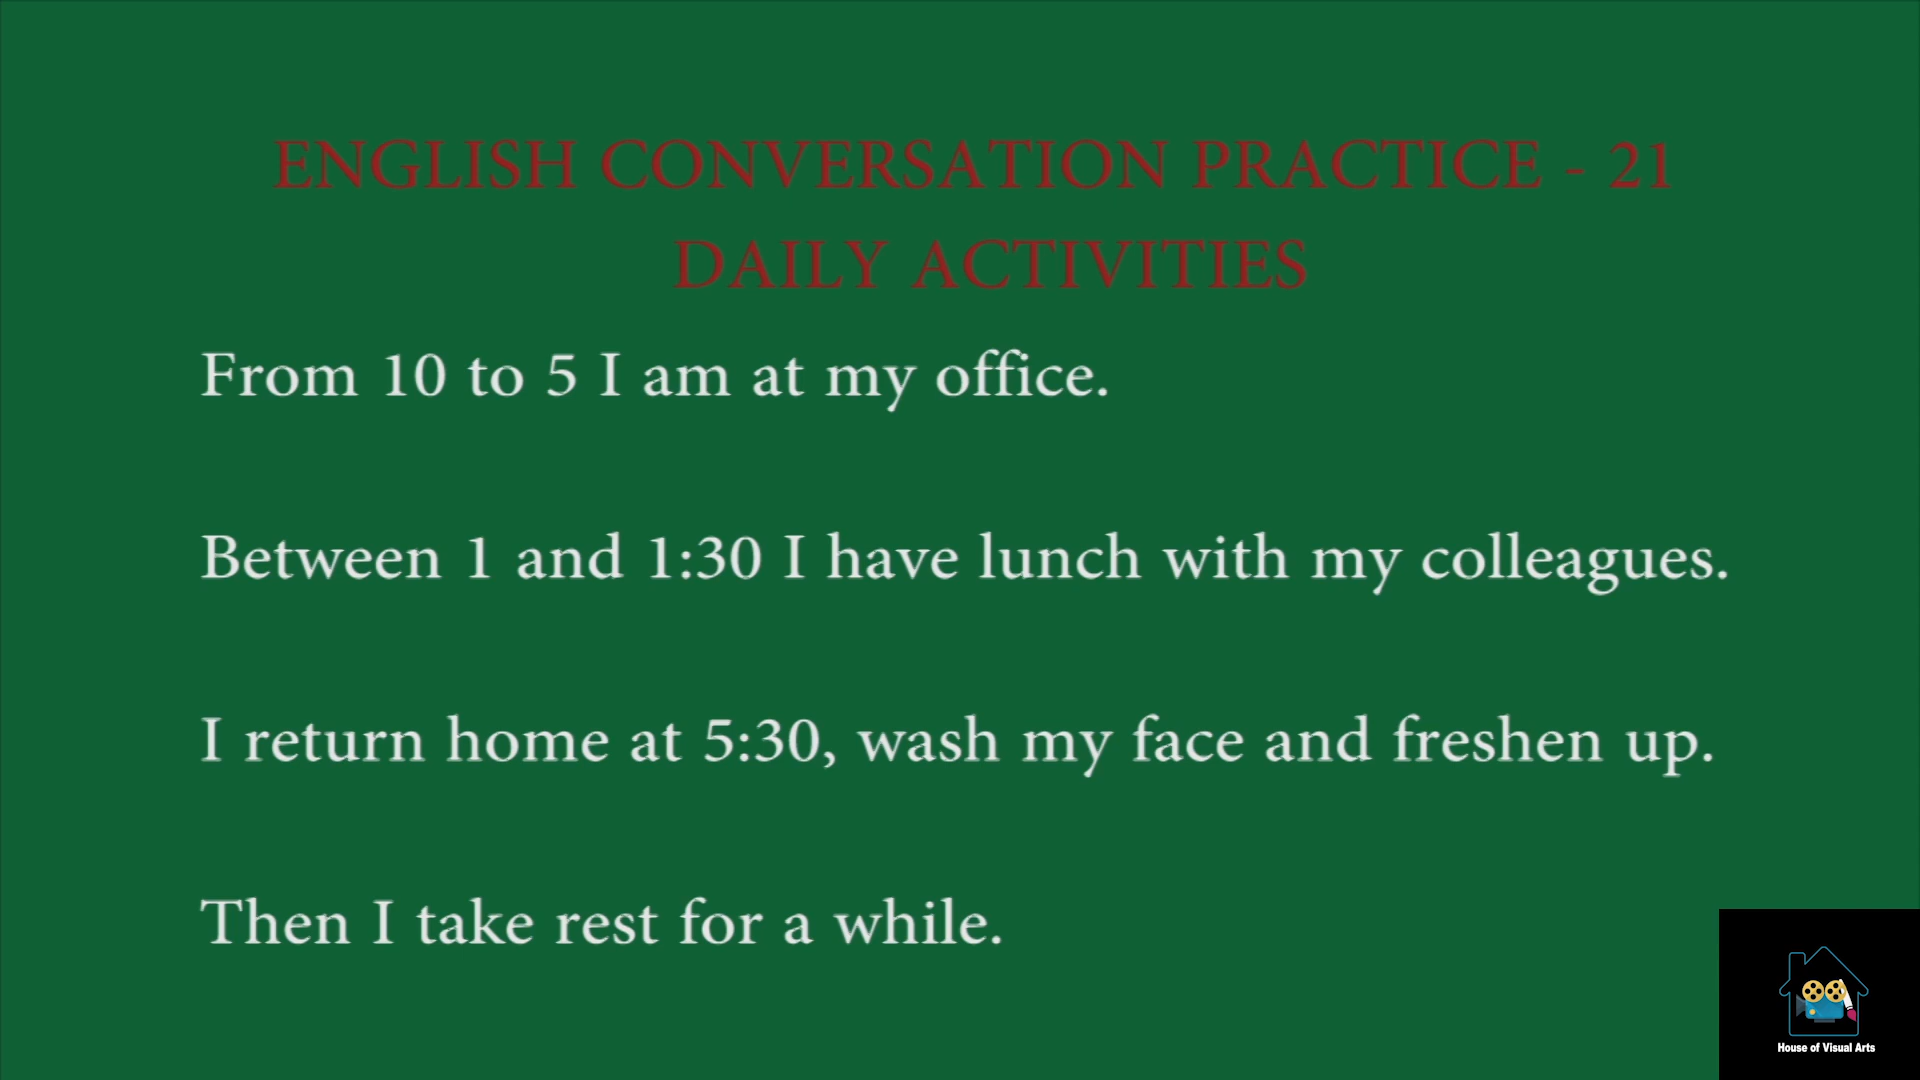 ENGLISH CONVERSATION PRACTICE - 21
DAILY ACTIVITIES
From 10 to 5 I am at my office.
Between 1 and 1:30 I have lunch with my colleagues.
I return home at 5:30, wash my face and freshen up.
Then I take rest for a while.
House of Visual Arts